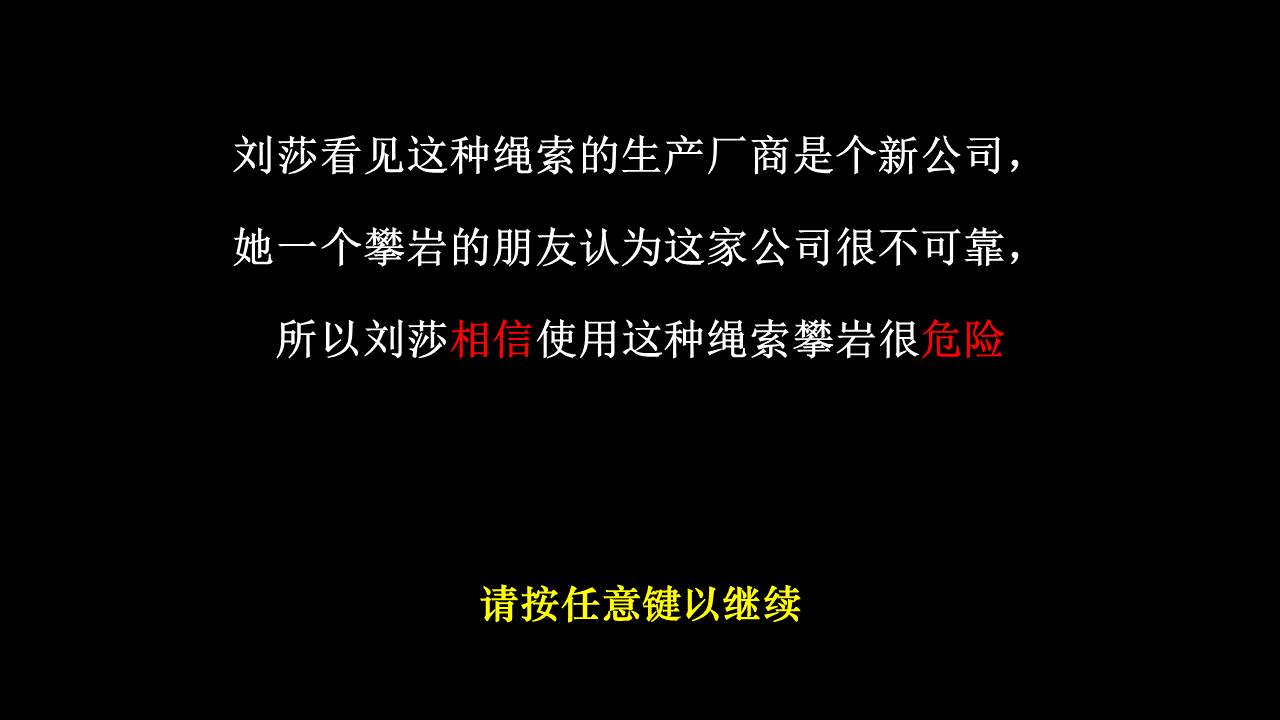 刘莎看见这种绳索的生产厂商是个新公司，
她一个攀岩的朋友认为这家公司很不可靠，
所以刘莎相信使用这种绳索攀岩很危险
请按任意键以继续